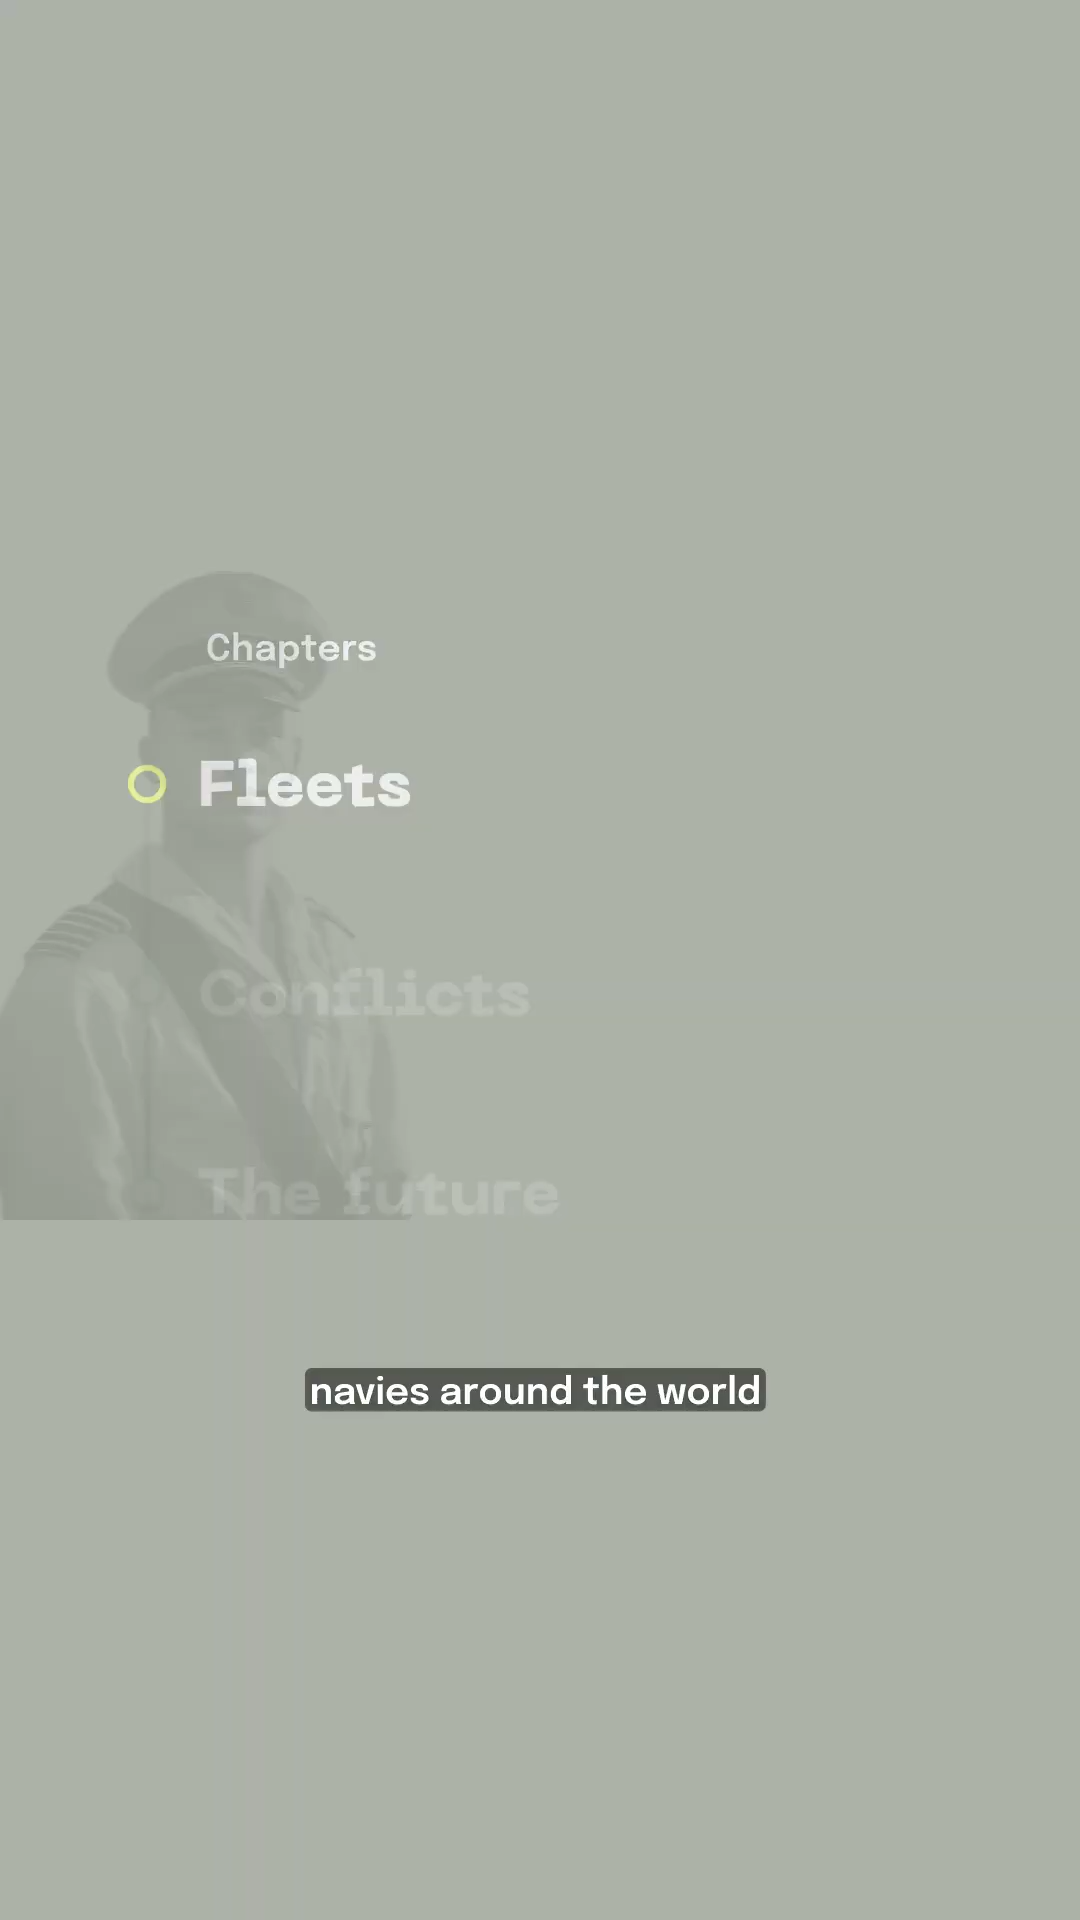 Chapters
Fleets
Conflicts
The future
navies around the world